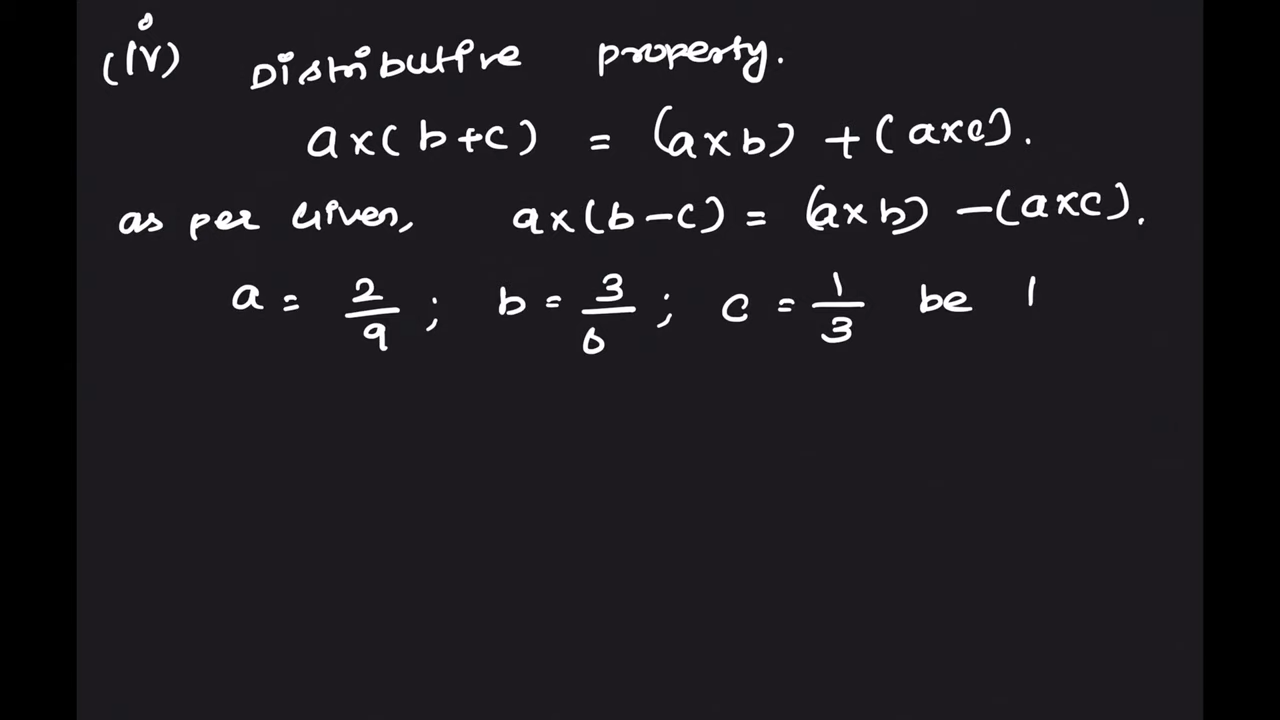 (iv) Distributive property.
a×(b+c) = (a×b) + (a×c).
as per Given, a×(b−c) = (a×b) −(a×c).
a = 2/9 ; b = 3/6 ; c = 1/3 be